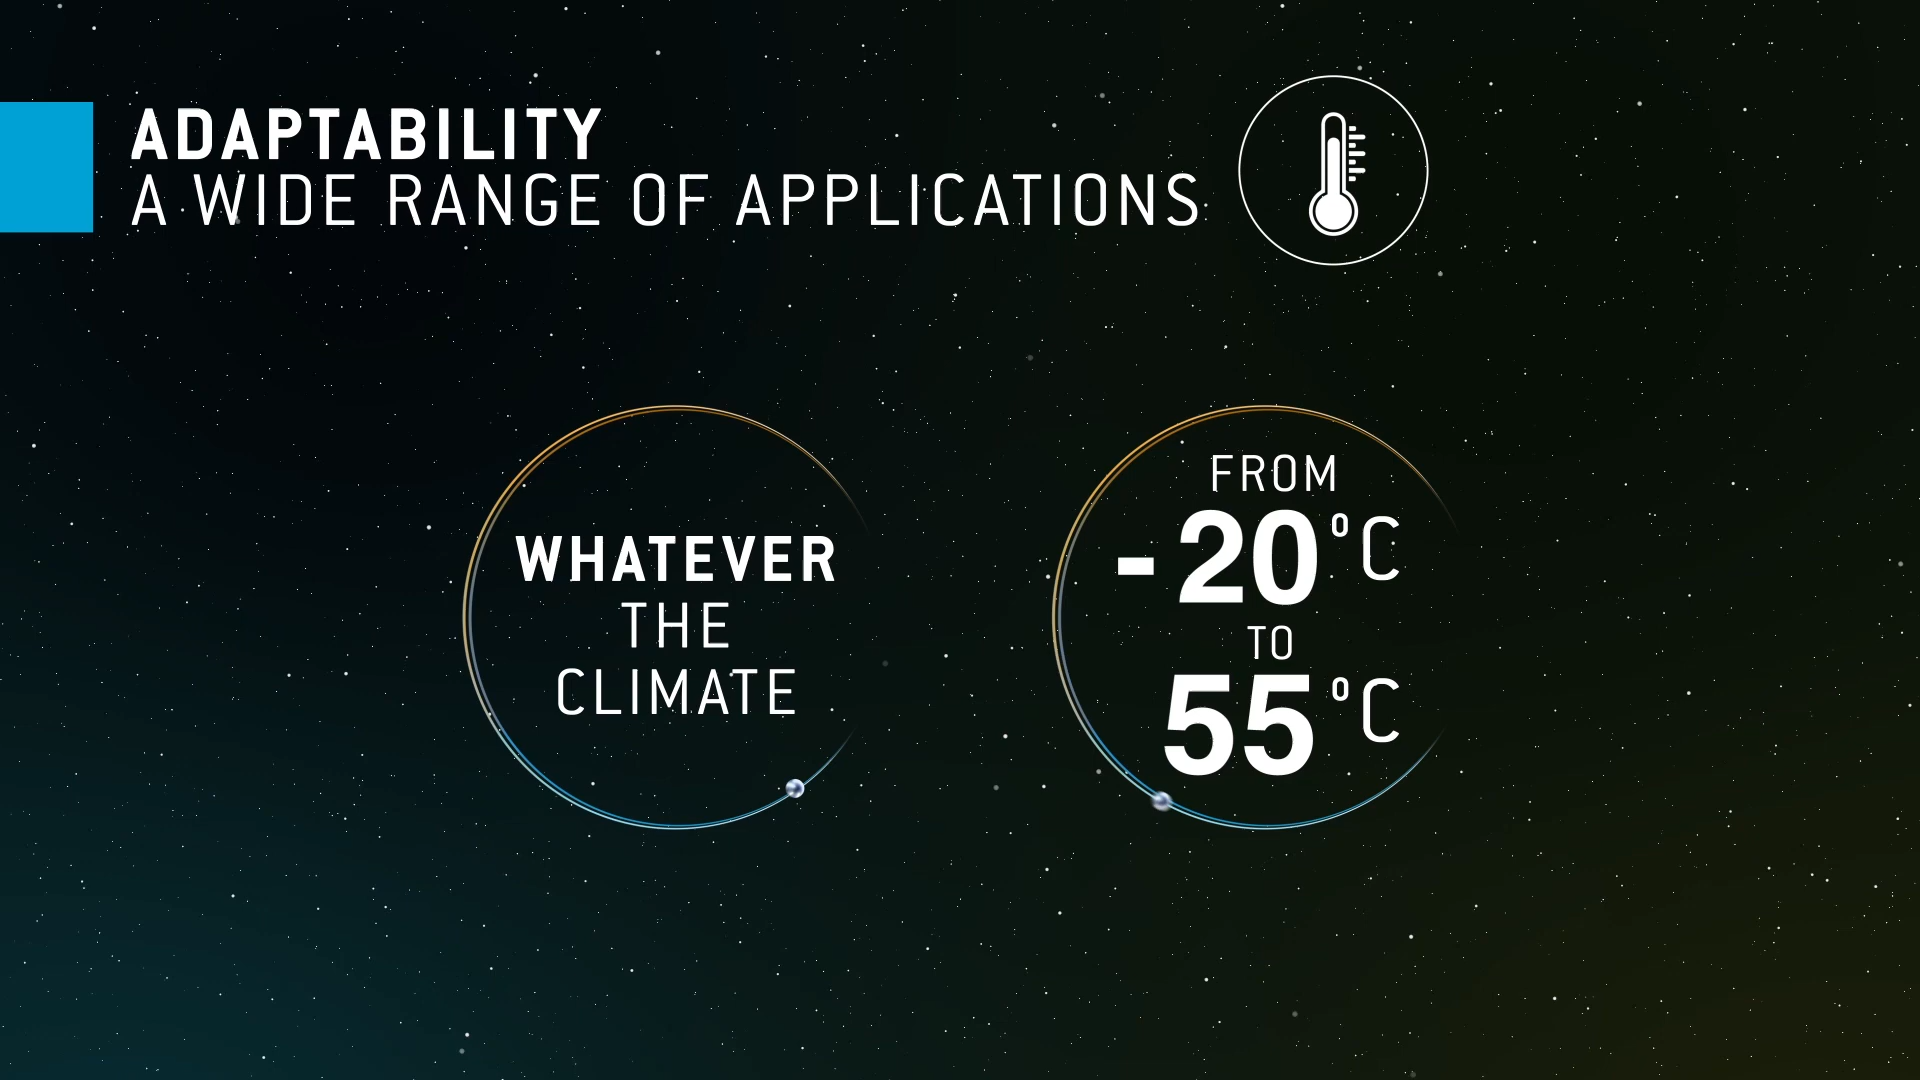 ADAPTABILITY
A WIDE RANGE OF APPLICATIONS
WHATEVER
THE
CLIMATE
FROM
-20°C
TO
55°C